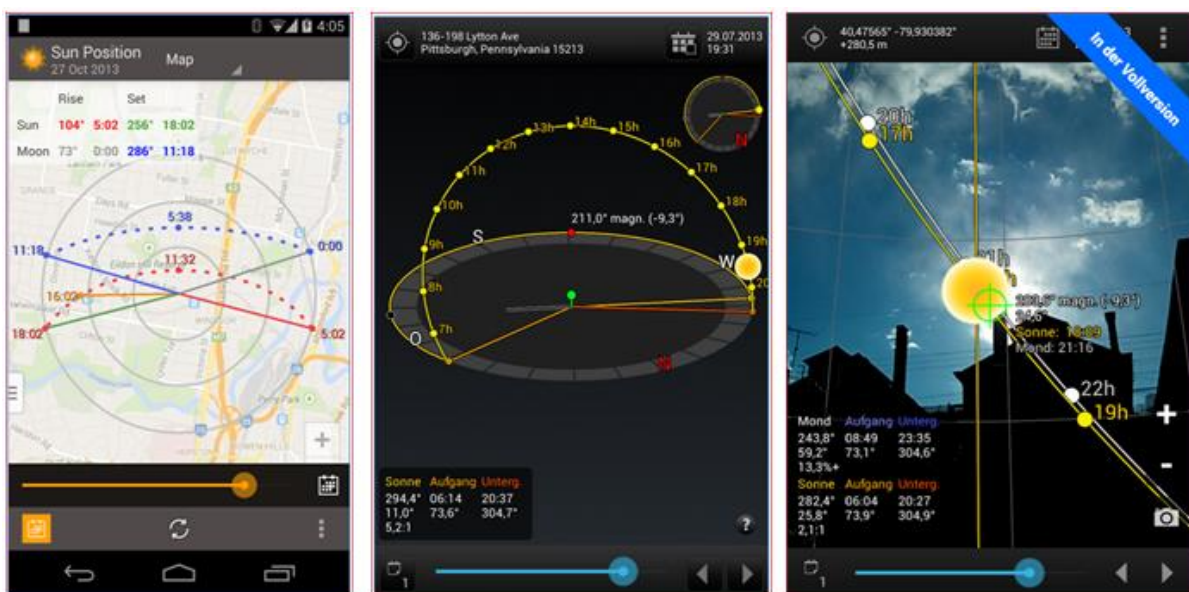 4:05
Sun Position
27 Oct 2013
Map
Rise Set
Sun 104° 5:02 256° 18:02
Moon 73° 0:00 286° 11:18
5:38
11:18
0:00
11:32
16:03
18:02
5:02
136-198 Lytton Ave
Pittsburgh, Pennsylvania 15213
29.07.2013
19:31
14h
13h
15h
12h
16h
11h
17h
10h
18h
211,0° magn. (-9,3°)
S
9h
19h
W
8h
20
7h
O
N
Sonne Aufgang Unterg.
294,4° 06:14 20:37
11,0° 73,6° 304,7°
5,2:1
?
1
40,47565° -79,930382°
+280,5 m
In der Vollversion
20h
17h
magn. (-9,3°)
Sonne:
Mond: 21:16
22h
19h
Mond Aufgang Unterg.
243,8° 08:49 23:35
59,2° 73,1° 304,6°
13,3%+
Sonne Aufgang Unterg.
282,4° 06:04 20:27
25,8° 73,9° 304,9°
2,1:1
+
-
1